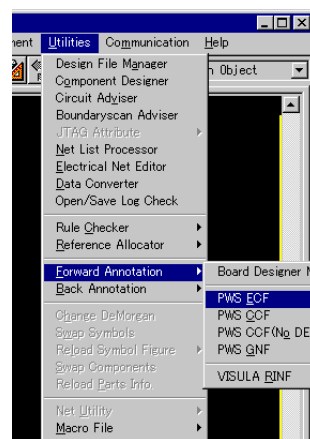 ment Utilities Communication Help
n Object
Design File Manager
Component Designer
Circuit Adviser
Boundaryscan Adviser
JTAG Attribute
Net List Processor
Electrical Net Editor
Data Converter
Open/Save Log Check
Rule Checker
Reference Allocator
Forward Annotation
Back Annotation
Change DeMorgan
Swap Symbols
Reload Symbol Figure
Swap Components
Reload Parts Info.
Net Utility
Macro File
Board Designer N
PWS ECF
PWS CCF
PWS CCF(No DE
PWS GNF
VISULA RINF